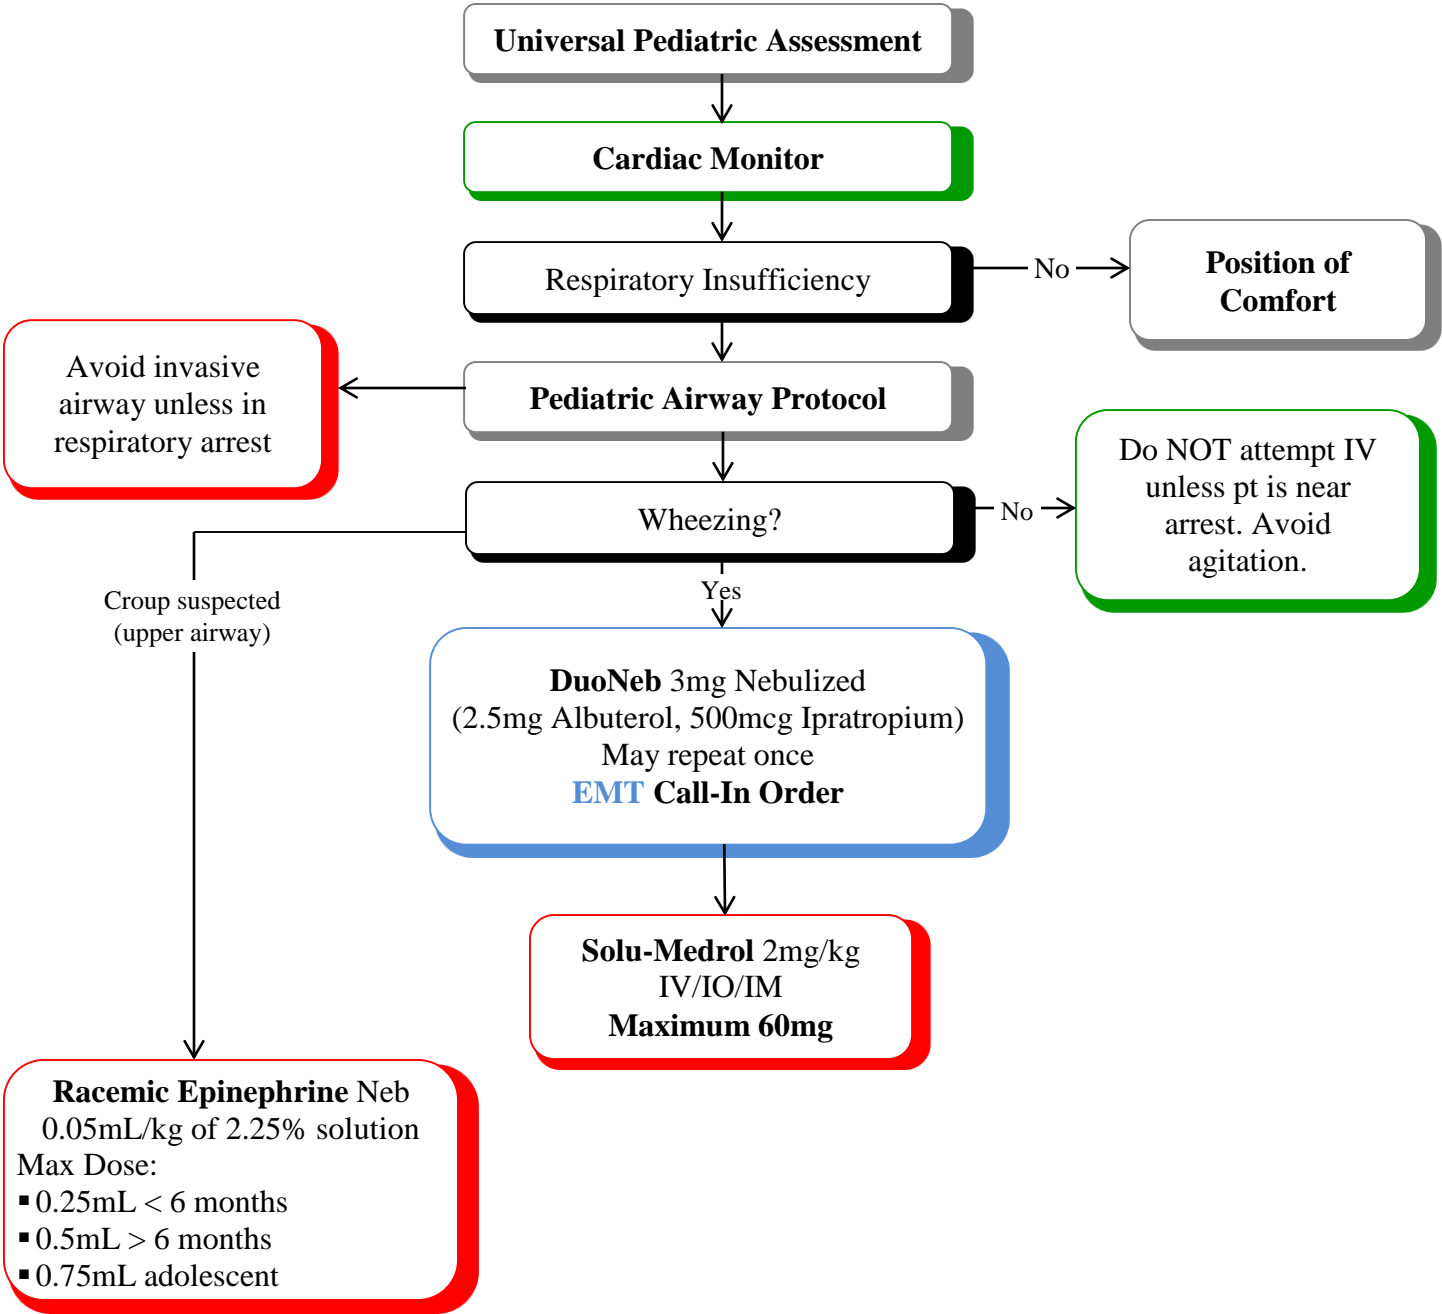 Universal Pediatric Assessment
Cardiac Monitor
Respiratory Insufficiency
No
Position of
Comfort
Avoid invasive
airway unless in
respiratory arrest
Pediatric Airway Protocol
Wheezing?
No
Do NOT attempt IV
unless pt is near
arrest. Avoid
agitation.
Croup suspected
(upper airway)
Yes
DuoNeb 3mg Nebulized
(2.5mg Albuterol, 500mcg Ipratropium)
May repeat once
EMT Call-In Order
Solu-Medrol 2mg/kg
IV/IO/IM
Maximum 60mg
Racemic Epinephrine Neb
0.05mL/kg of 2.25% solution
Max Dose:
▪ 0.25mL < 6 months
▪ 0.5mL > 6 months
▪ 0.75mL adolescent